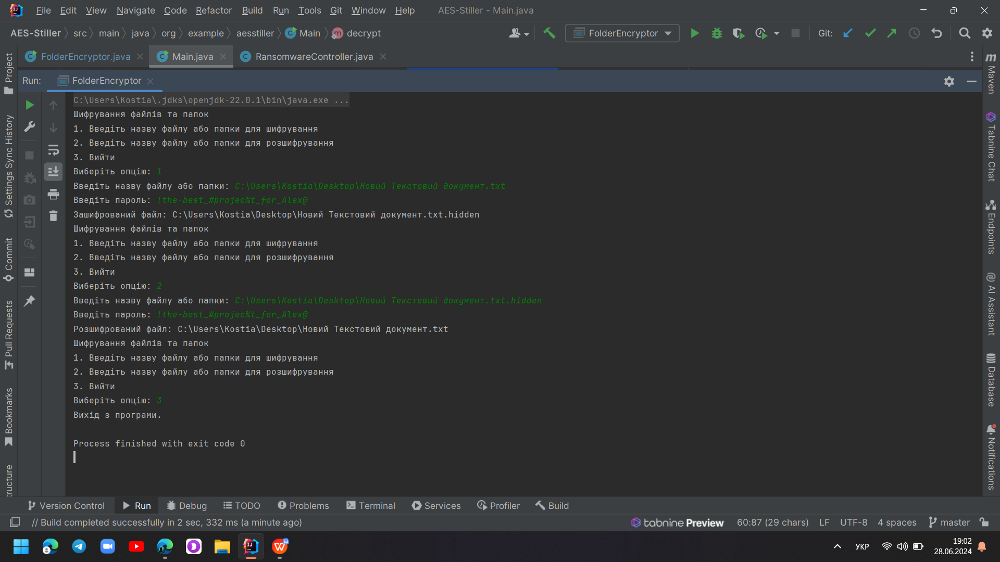 File Edit View Navigate Code Refactor Build Run Tools Git Window Help AES-Stiller - Main.java
AES-Stiller src main java org example aesstiller Main decrypt FolderEncryptor Git:
FolderEncryptor.java Main.java RansomwareController.java
Run: FolderEncryptor
C:\Users\Kostia\.jdks\openjdk-22.0.1\bin\java.exe ...
Шифрування файлів та папок
1. Введіть назву файлу або папки для шифрування
2. Введіть назву файлу або папки для розшифрування
3. Вийти
Виберіть опцію: 1
Введіть назву файлу або папки: C:\Users\Kostia\Desktop\Новий Текстовий документ.txt
Введіть пароль: !the-best_#projec%t_for_Alex@
Зашифрований файл: C:\Users\Kostia\Desktop\Новий Текстовий документ.txt.hidden
Шифрування файлів та папок
1. Введіть назву файлу або папки для шифрування
2. Введіть назву файлу або папки для розшифрування
3. Вийти
Виберіть опцію: 2
Введіть назву файлу або папки: C:\Users\Kostia\Desktop\Новий Текстовий документ.txt.hidden
Введіть пароль: !the-best_#projec%t_for_Alex@
Розшифрований файл: C:\Users\Kostia\Desktop\Новий Текстовий документ.txt
Шифрування файлів та папок
1. Введіть назву файлу або папки для шифрування
2. Введіть назву файлу або папки для розшифрування
3. Вийти
Виберіть опцію: 3
Вихід з програми.
Process finished with exit code 0
Project
Settings Sync History
Commit
Pull Requests
Bookmarks
tructure
Maven
Tabnine Chat
Endpoints
AI Assistant
Database
Notifications
Version Control Run Debug TODO Problems Terminal Services Profiler Build
// Build completed successfully in 2 sec, 332 ms (a minute ago) tabnine Preview 60:87 (29 chars) LF UTF-8 4 spaces master
УКР 19:02
28.06.2024